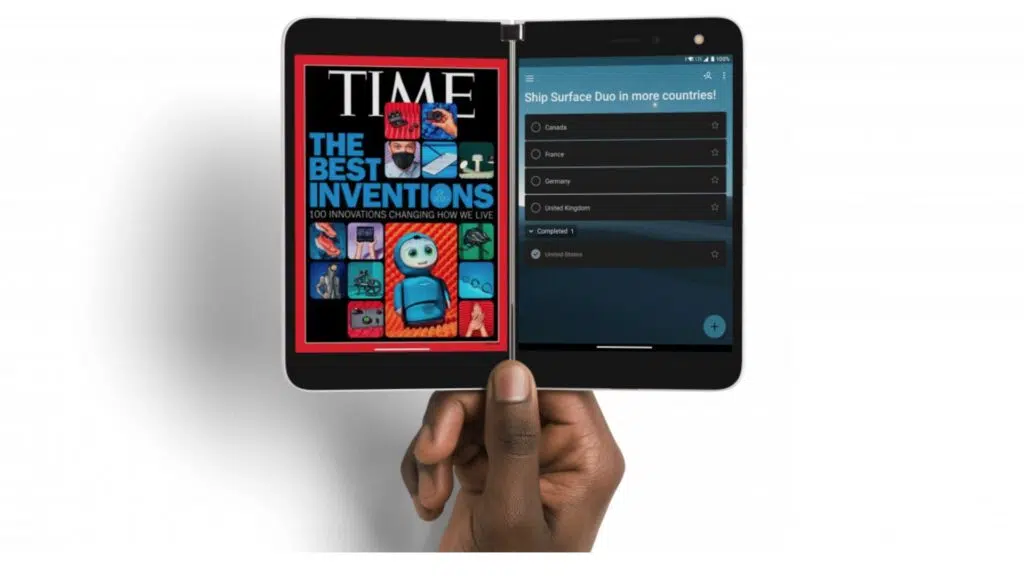 TIME
THE
BEST
INVENTIONS
100 INNOVATIONS CHANGING HOW WE LIVE
100%
Ship Surface Duo in more countries!
Canada
France
Germany
United Kingdom
Completed 1
United States